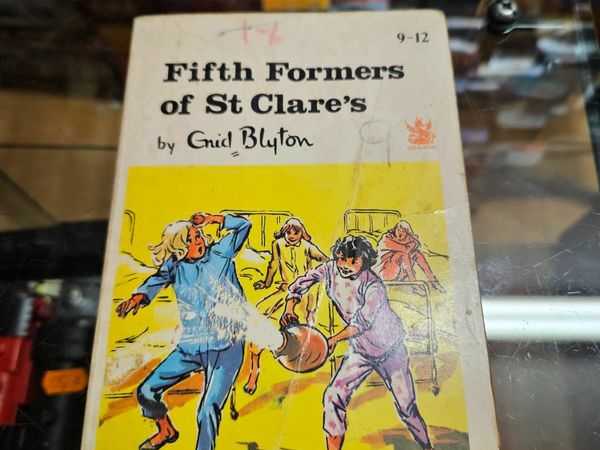 9-12
Fifth Formers
of St Clare's
by Enid Blyton
DRAGON